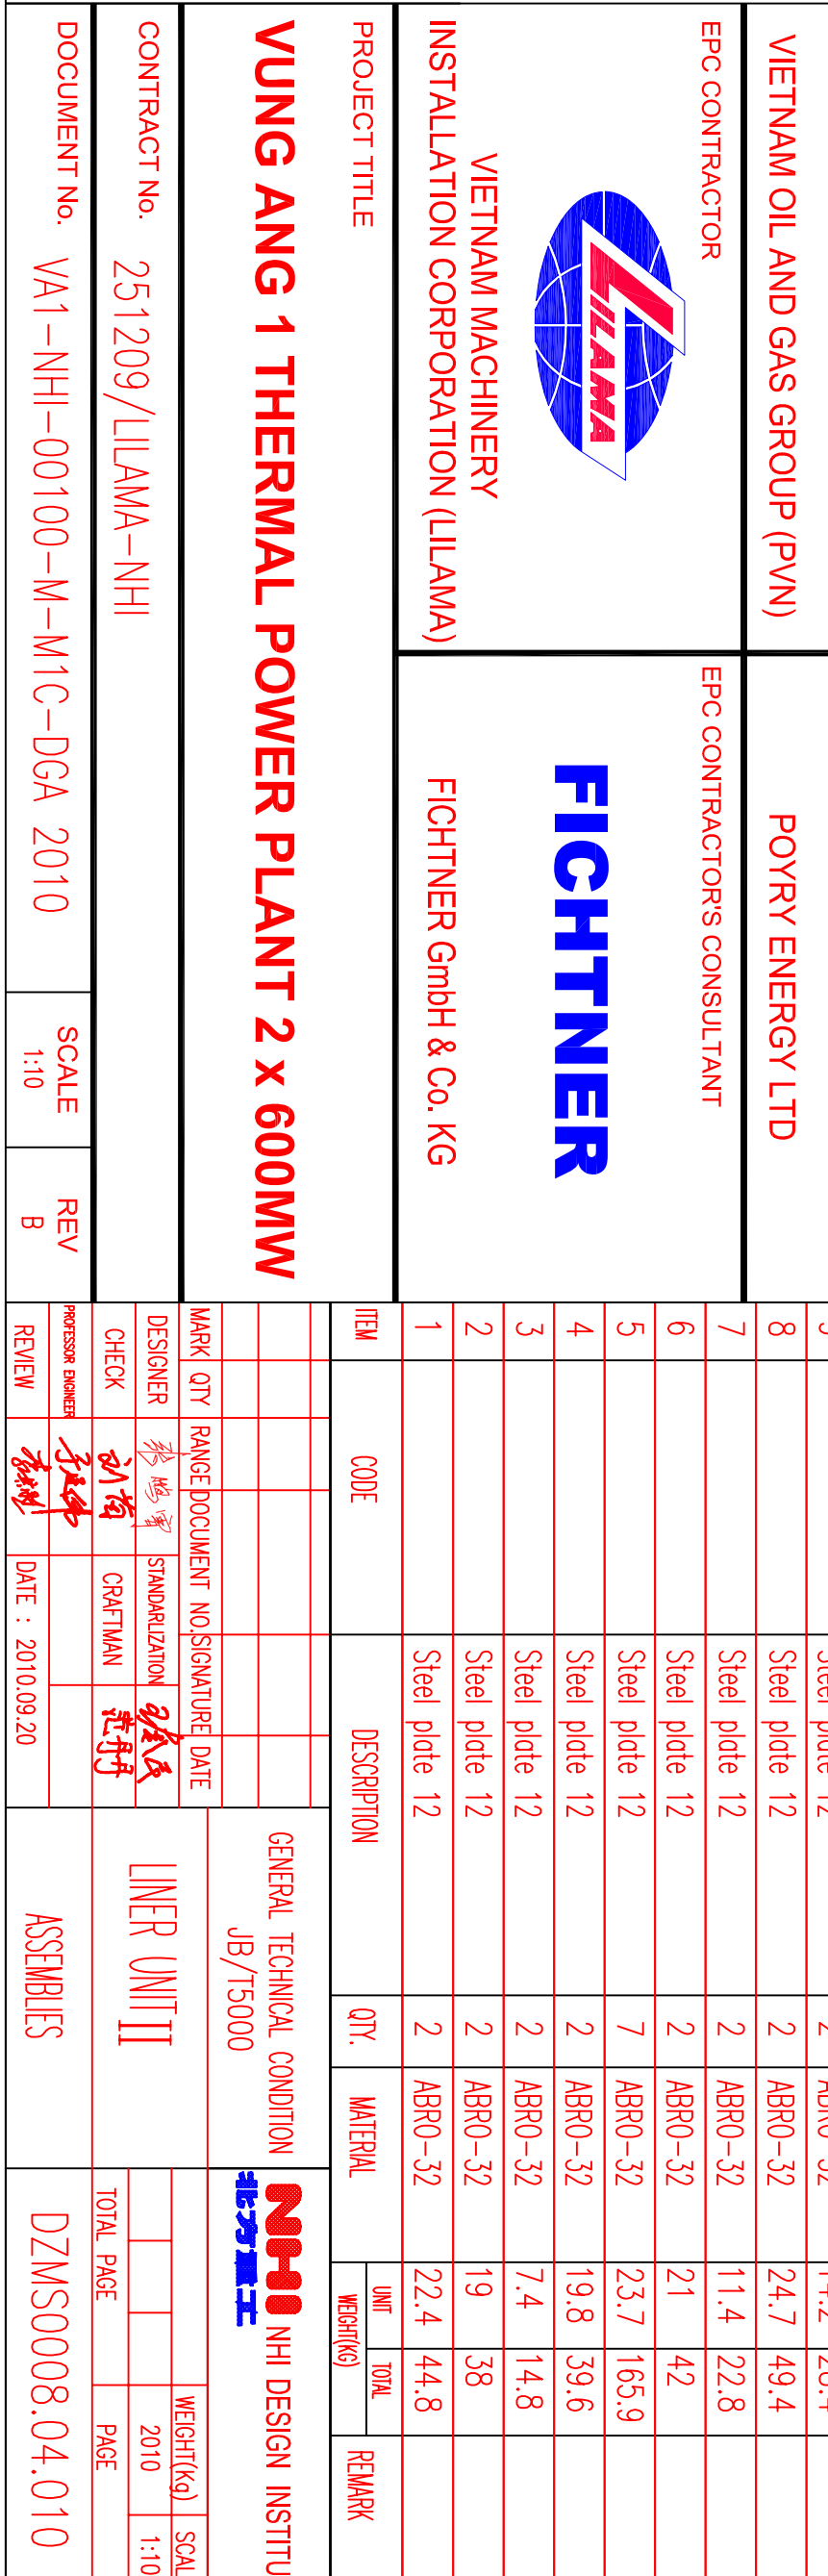 VIETNAM OIL AND GAS GROUP (PVN)
POYRY ENERGY LTD
EPC CONTRACTOR
LILAMA
VIETNAM MACHINERY
INSTALLATION CORPORATION (LILAMA)
EPC CONTRACTOR'S CONSULTANT
FICHTNER
FICHTNER GmbH & Co. KG
PROJECT TITLE
VUNG ANG 1 THERMAL POWER PLANT 2 x 600MW
CONTRACT No. 251209/LILAMA-NHI
DOCUMENT No. VA1-NHI-00100-M-M1C-DGA 2010
SCALE
1:10
REV
B
8 Steel plate 12 2 ABRO-32 24.7 49.4
7 Steel plate 12 2 ABRO-32 11.4 22.8
6 Steel plate 12 2 ABRO-32 21 42
5 Steel plate 12 7 ABRO-32 23.7 165.9
4 Steel plate 12 2 ABRO-32 19.8 39.6
3 Steel plate 12 2 ABRO-32 7.4 14.8
2 Steel plate 12 2 ABRO-32 19 38
1 Steel plate 12 2 ABRO-32 22.4 44.8
ITEM CODE DESCRIPTION QTY. MATERIAL UNIT TOTAL REMARK
WEIGHT(KG)
MARK QTY RANGE DOCUMENT NO. SIGNATURE DATE
DESIGNER STANDARLIZATION
CHECK CRAFTMAN
PROFESSOR ENGINEER
REVIEW DATE : 2010.09.20
GENERAL TECHNICAL CONDITION
JB/T5000
LINER UNIT II
ASSEMBLIES
NHI NHI DESIGN INSTITU
北方重工
WEIGHT(Kg) SCAL
2010 1:10
TOTAL PAGE PAGE
DZMS0008.04.010